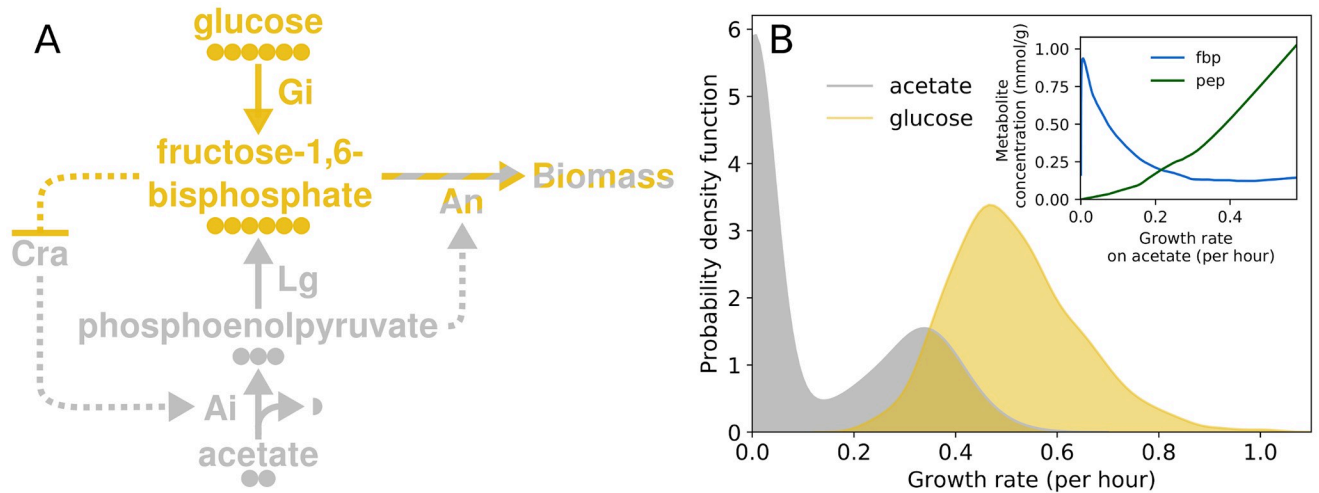 A
glucose
Gi
fructose-1,6-
bisphosphate
Biomass
An
Cra
Lg
phosphoenolpyruvate
Ai
acetate
B
Probability density function
6
5
4
3
2
1
0
0.0 0.2 0.4 0.6 0.8 1.0
Growth rate (per hour)
acetate
glucose
Metabolite
concentration (mmol/g)
1.00
0.75
0.50
0.25
0.00
fbp
pep
0.0 0.2 0.4
Growth rate
on acetate (per hour)